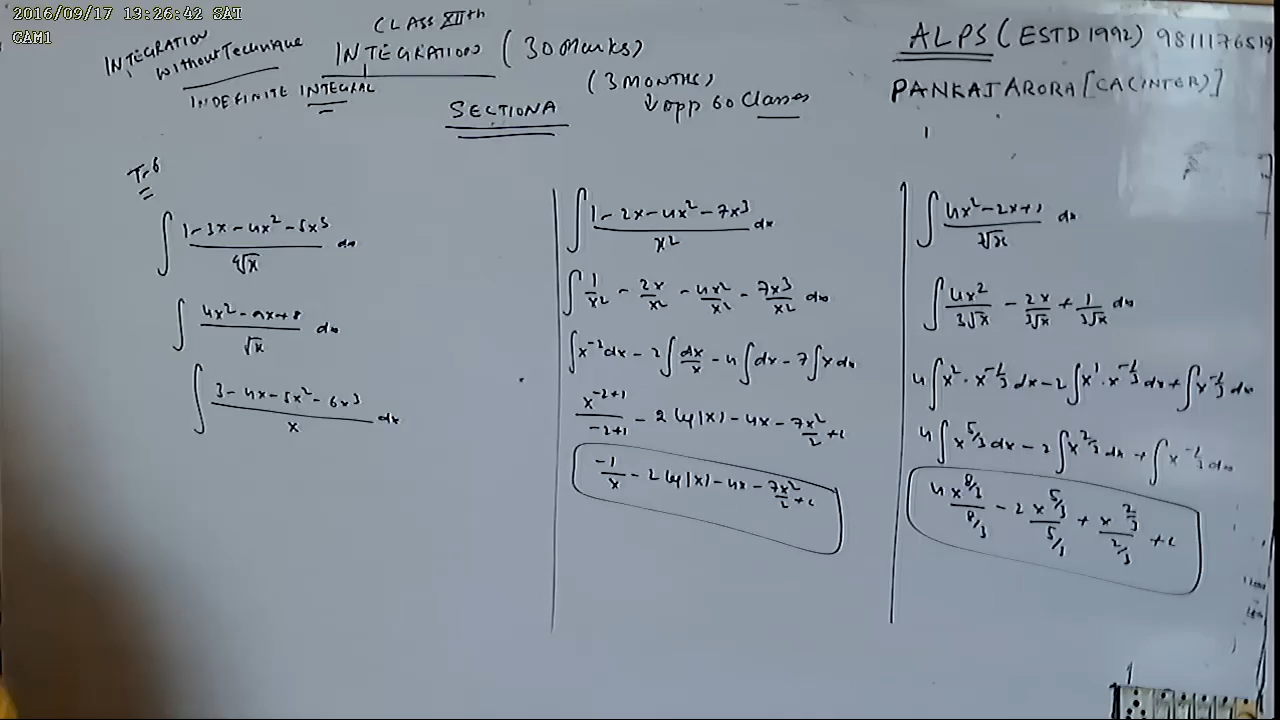 2016/09/17 13:26:42 SAT
CAM1
INTEGRATION
without Technique
INDEFINITE INTEGRAL
CLASS XIIth
INTEGRATION (30 Marks)
(3 MONTHS)
↓ opp 60 Classes
SECTION A
ALPS (ESTD 1992) 9811176519
PANKAJ ARORA [CA(INTER)]
Tr6
∫ (1-3x-4x²-5x³)/∜x dx
∫ (4x²-9x+8)/√x dx
∫ (3-4x-5x²-6x³)/x dx
∫ (1-2x-4x²-7x³)/x² dx
∫ 1/x² - 2x/x² - 4x²/x² - 7x³/x² dx
∫x⁻² dx - 2∫dx/x - 4∫dx - 7∫x dx
x^(-2+1)/(-2+1) - 2 log|x| - 4x - 7x²/2 + c
-1/x - 2 log|x| - 4x - 7x²/2 + c
∫ (4x²-2x+1)/∛x dx
∫ 4x²/∛x - 2x/∛x + 1/∛x dx
4∫x²·x^(-1/3) dx - 2∫x¹·x^(-1/3) dx + ∫x^(-1/3) dx
4∫x^(5/3) dx - 2∫x^(2/3) dx + ∫x^(-1/3) dx
4 x^(8/3)/(8/3) - 2 x^(5/3)/(5/3) + x^(2/3)/(2/3) + c